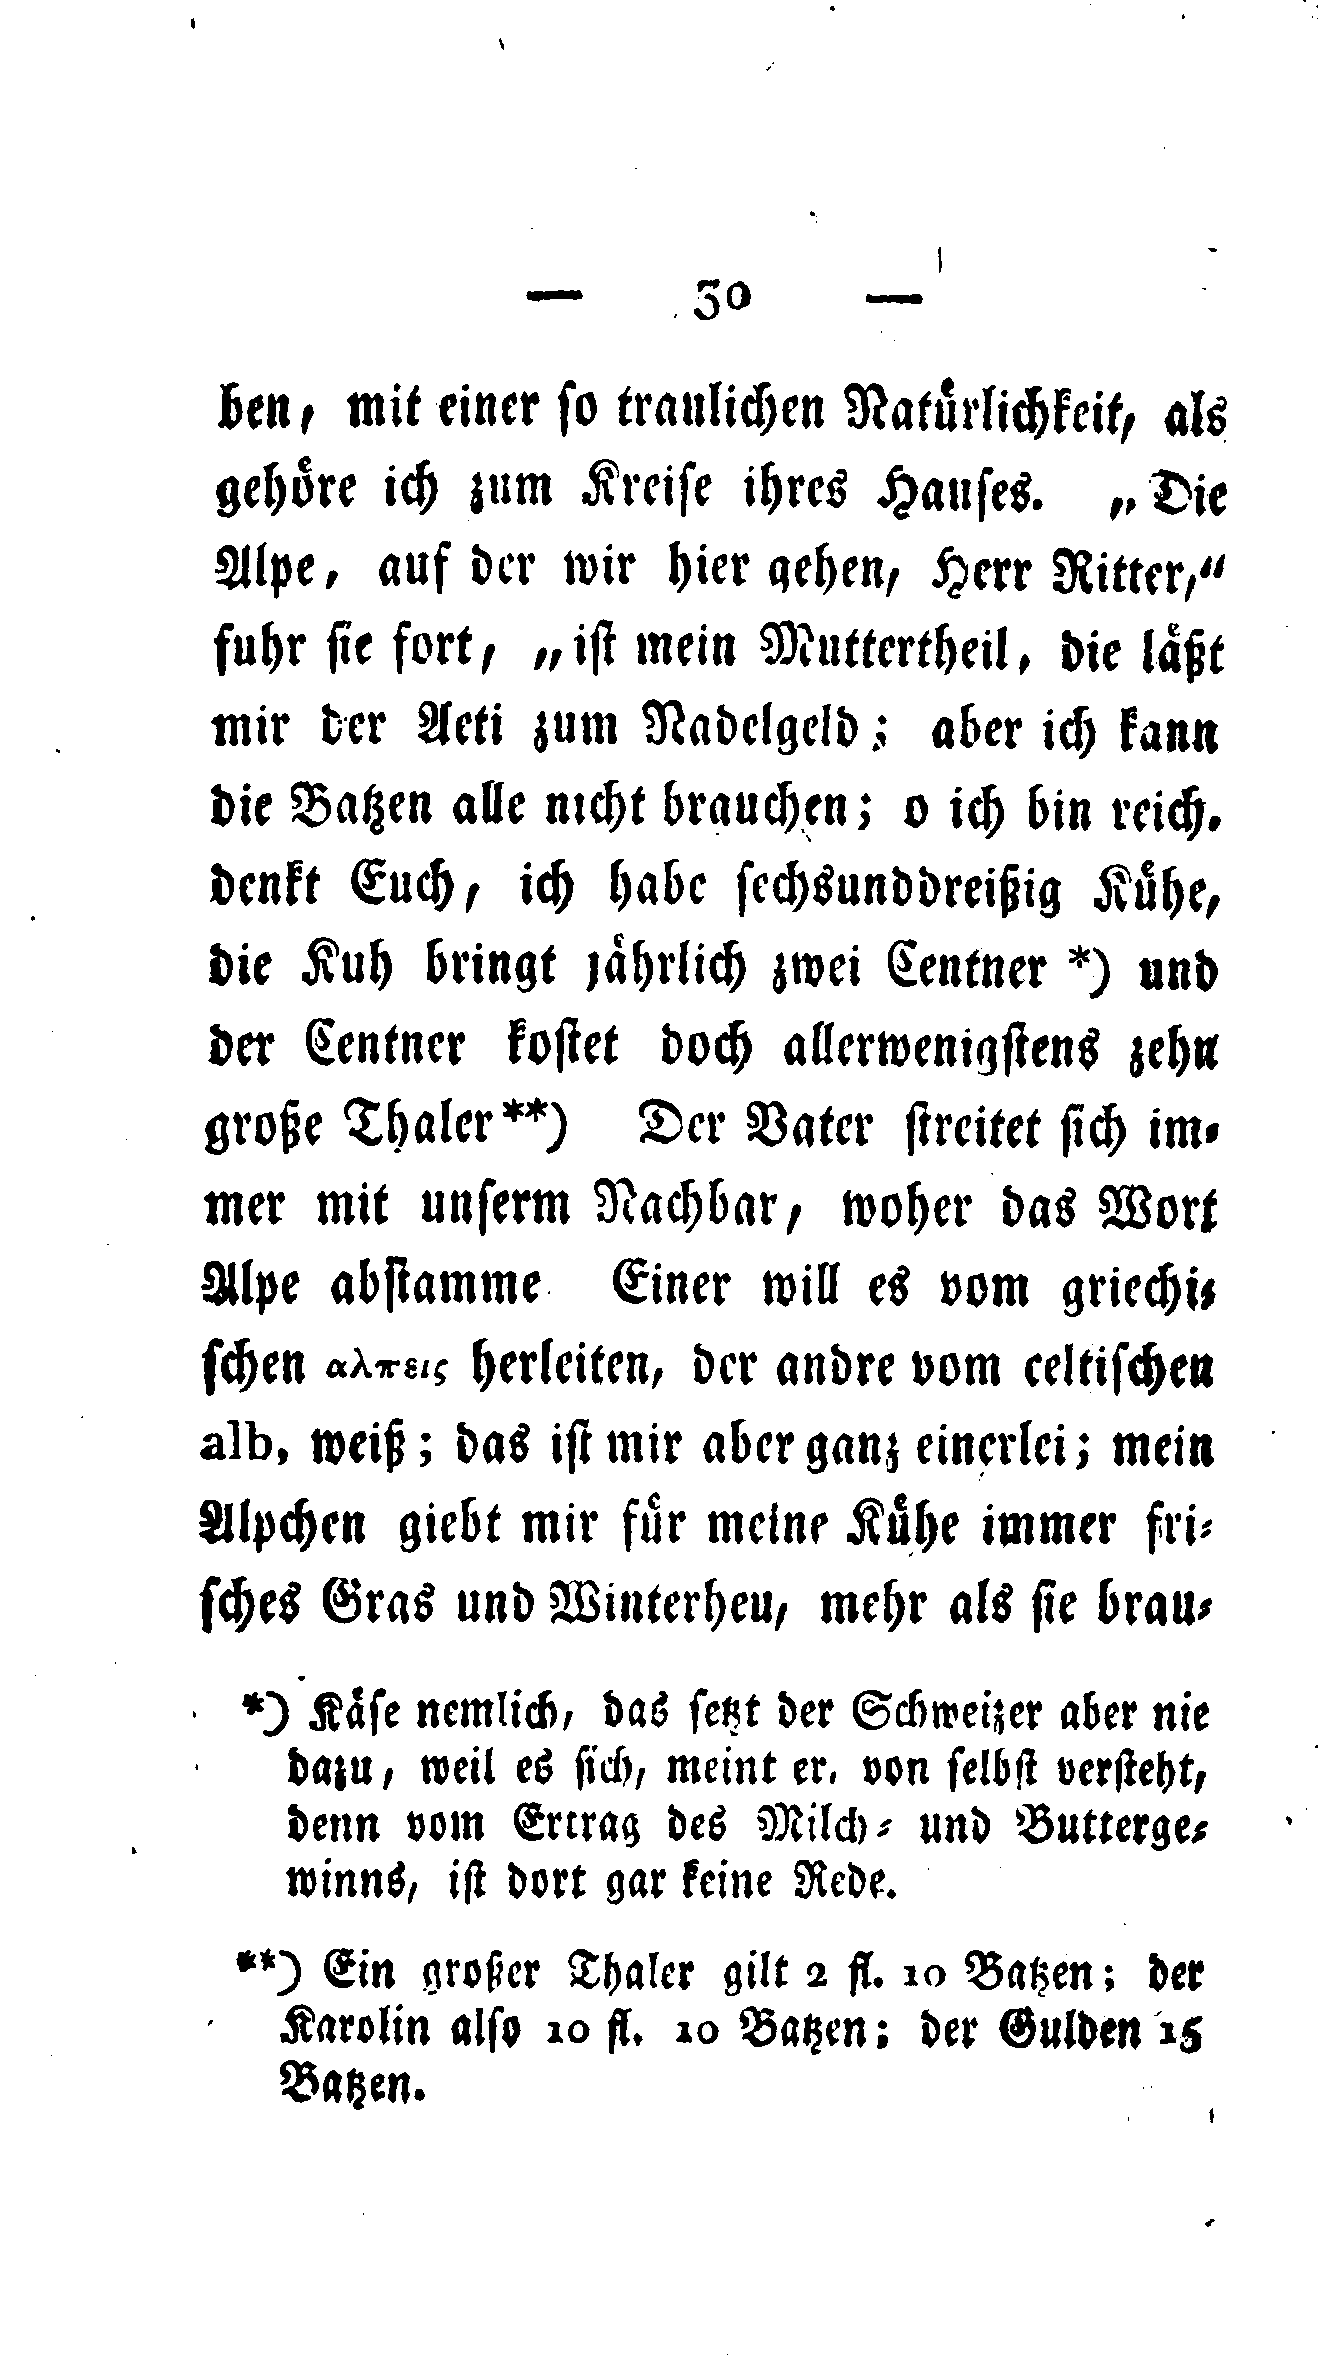 — 30 —
ben, mit einer so traulichen Natürlichkeit, als
gehöre ich zum Kreise ihres Hauses. „Die
Alpe, auf der wir hier gehen, Herr Ritter,“
fuhr sie fort, „ist mein Muttertheil, die läßt
mir der Aeti zum Nadelgeld; aber ich kann
die Batzen alle nicht brauchen; o ich bin reich.
denkt Euch, ich habe sechsunddreißig Kühe,
die Kuh bringt jährlich zwei Centner *) und
der Centner kostet doch allerwenigstens zehn
große Thaler **) Der Vater streitet sich im-
mer mit unserm Nachbar, woher das Wort
Alpe abstamme. Einer will es vom griechi-
schen αλπεις herleiten, der andre vom celtischen
alb, weiß; das ist mir aber ganz einerlei; mein
Alpchen giebt mir für meine Kühe immer fri-
sches Gras und Winterheu, mehr als sie brau-
*) Käse nemlich, das setzt der Schweizer aber nie
dazu, weil es sich, meint er, von selbst versteht,
denn vom Ertrag des Milch- und Butterge-
winns, ist dort gar keine Rede.
**) Ein großer Thaler gilt 2 fl. 10 Batzen; der
Karolin also 10 fl. 10 Batzen; der Gulden 15
Batzen.